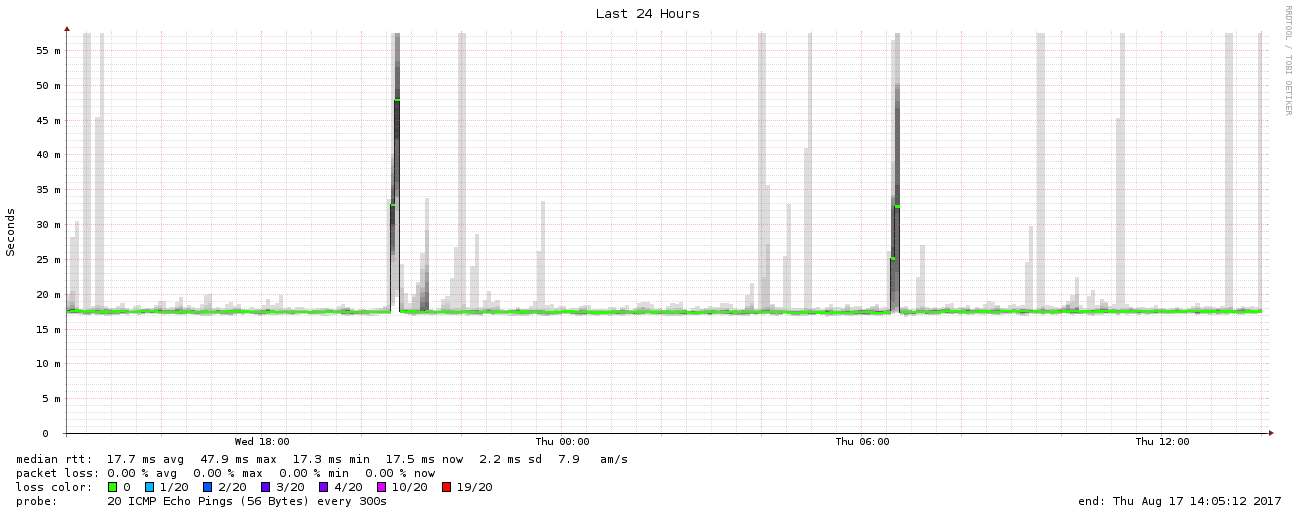 Last 24 Hours
RRDTOOL / TOBI OETIKER
Seconds
55 m
50 m
45 m
40 m
35 m
30 m
25 m
20 m
15 m
10 m
5 m
0
Wed 18:00 Thu 00:00 Thu 06:00 Thu 12:00
median rtt: 17.7 ms avg 47.9 ms max 17.3 ms min 17.5 ms now 2.2 ms sd 7.9 am/s
packet loss: 0.00 % avg 0.00 % max 0.00 % min 0.00 % now
loss color: 0 1/20 2/20 3/20 4/20 10/20 19/20
probe: 20 ICMP Echo Pings (56 Bytes) every 300s end: Thu Aug 17 14:05:12 2017